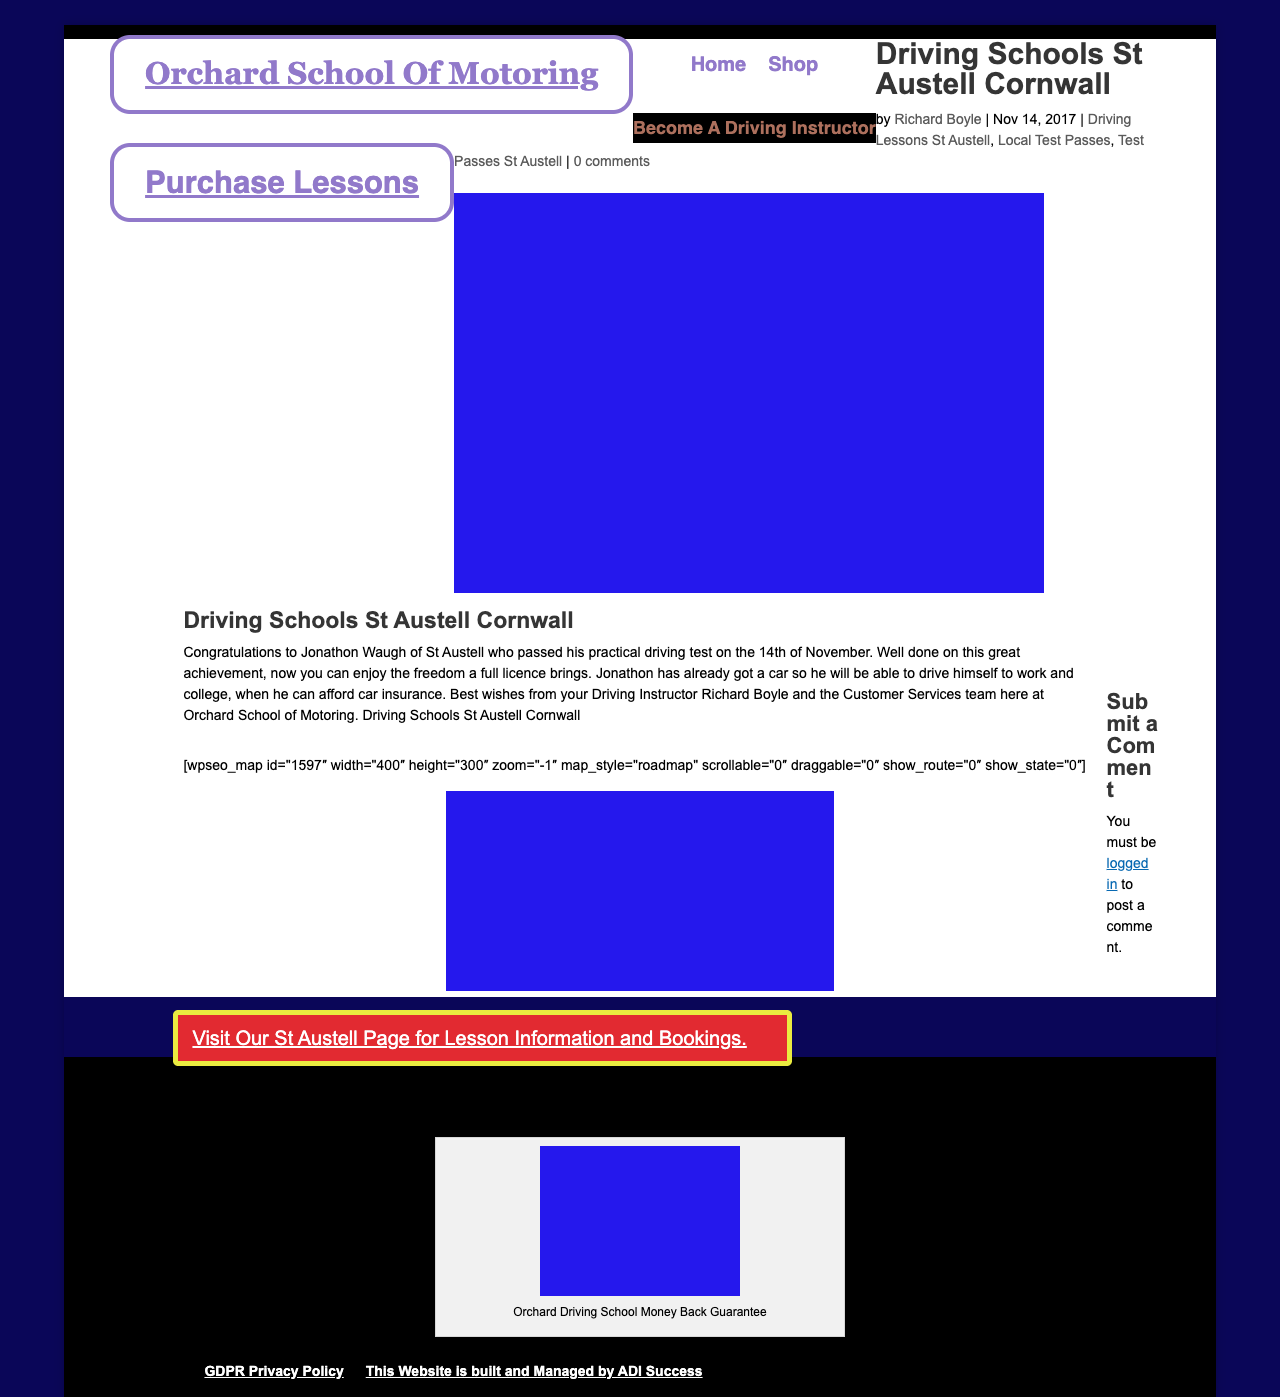 Orchard School Of Motoring
Home Shop
Become A Driving Instructor
Purchase Lessons
Driving Schools St
Austell Cornwall
by Richard Boyle | Nov 14, 2017 | Driving
Lessons St Austell, Local Test Passes, Test
Passes St Austell | 0 comments
Driving Schools St Austell Cornwall
Congratulations to Jonathon Waugh of St Austell who passed his practical driving test on the 14th of November. Well done on this great
achievement, now you can enjoy the freedom a full licence brings. Jonathon has already got a car so he will be able to drive himself to work and
college, when he can afford car insurance. Best wishes from your Driving Instructor Richard Boyle and the Customer Services team here at
Orchard School of Motoring. Driving Schools St Austell Cornwall
[wpseo_map id="1597″ width="400″ height="300″ zoom="-1″ map_style="roadmap" scrollable="0″ draggable="0″ show_route="0″ show_state="0″]
Sub
mit a
Com
men
t
You
must be
logged
in to
post a
comme
nt.
Visit Our St Austell Page for Lesson Information and Bookings.
Orchard Driving School Money Back Guarantee
GDPR Privacy Policy This Website is built and Managed by ADI Success